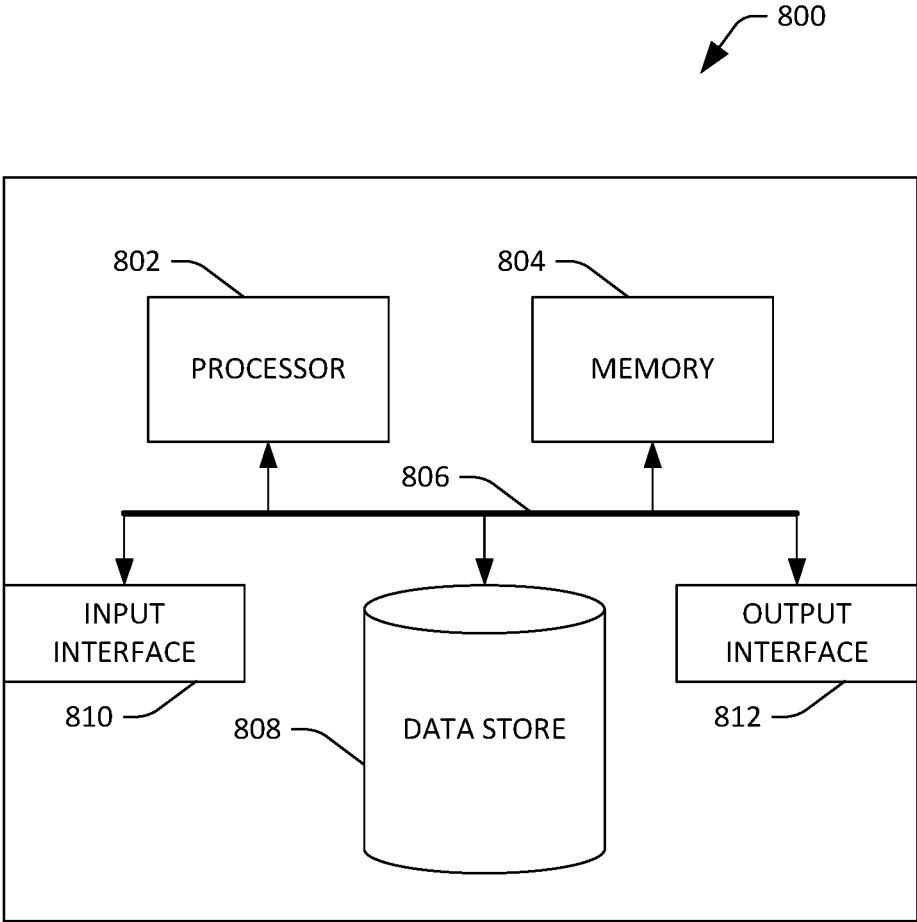 800
802
804
PROCESSOR
MEMORY
806
INPUT
INTERFACE
OUTPUT
INTERFACE
810
808
DATA STORE
812